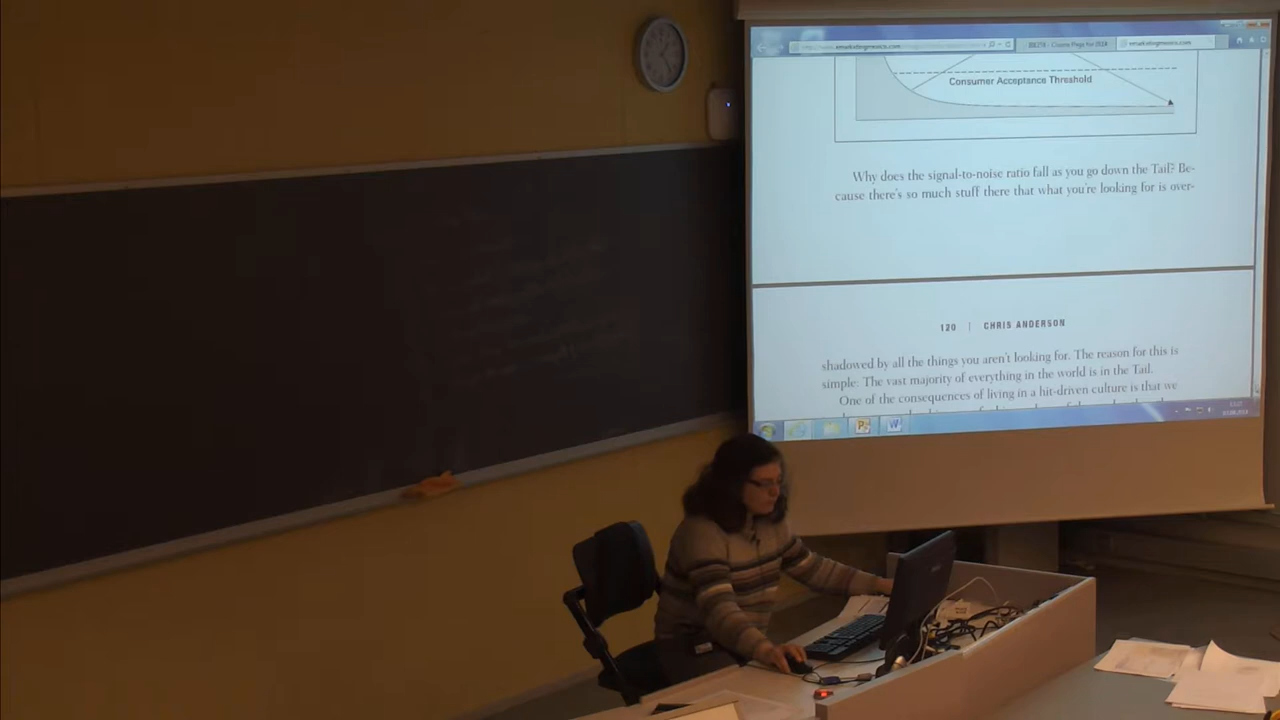 emarketingmosaics.com
Consumer Acceptance Threshold
Why does the signal-to-noise ratio fall as you go down the Tail? Be-
cause there's so much stuff there that what you're looking for is over-
120 | CHRIS ANDERSON
shadowed by all the things you aren't looking for. The reason for this is
simple: The vast majority of everything in the world is in the Tail.
One of the consequences of living in a hit-driven culture is that we